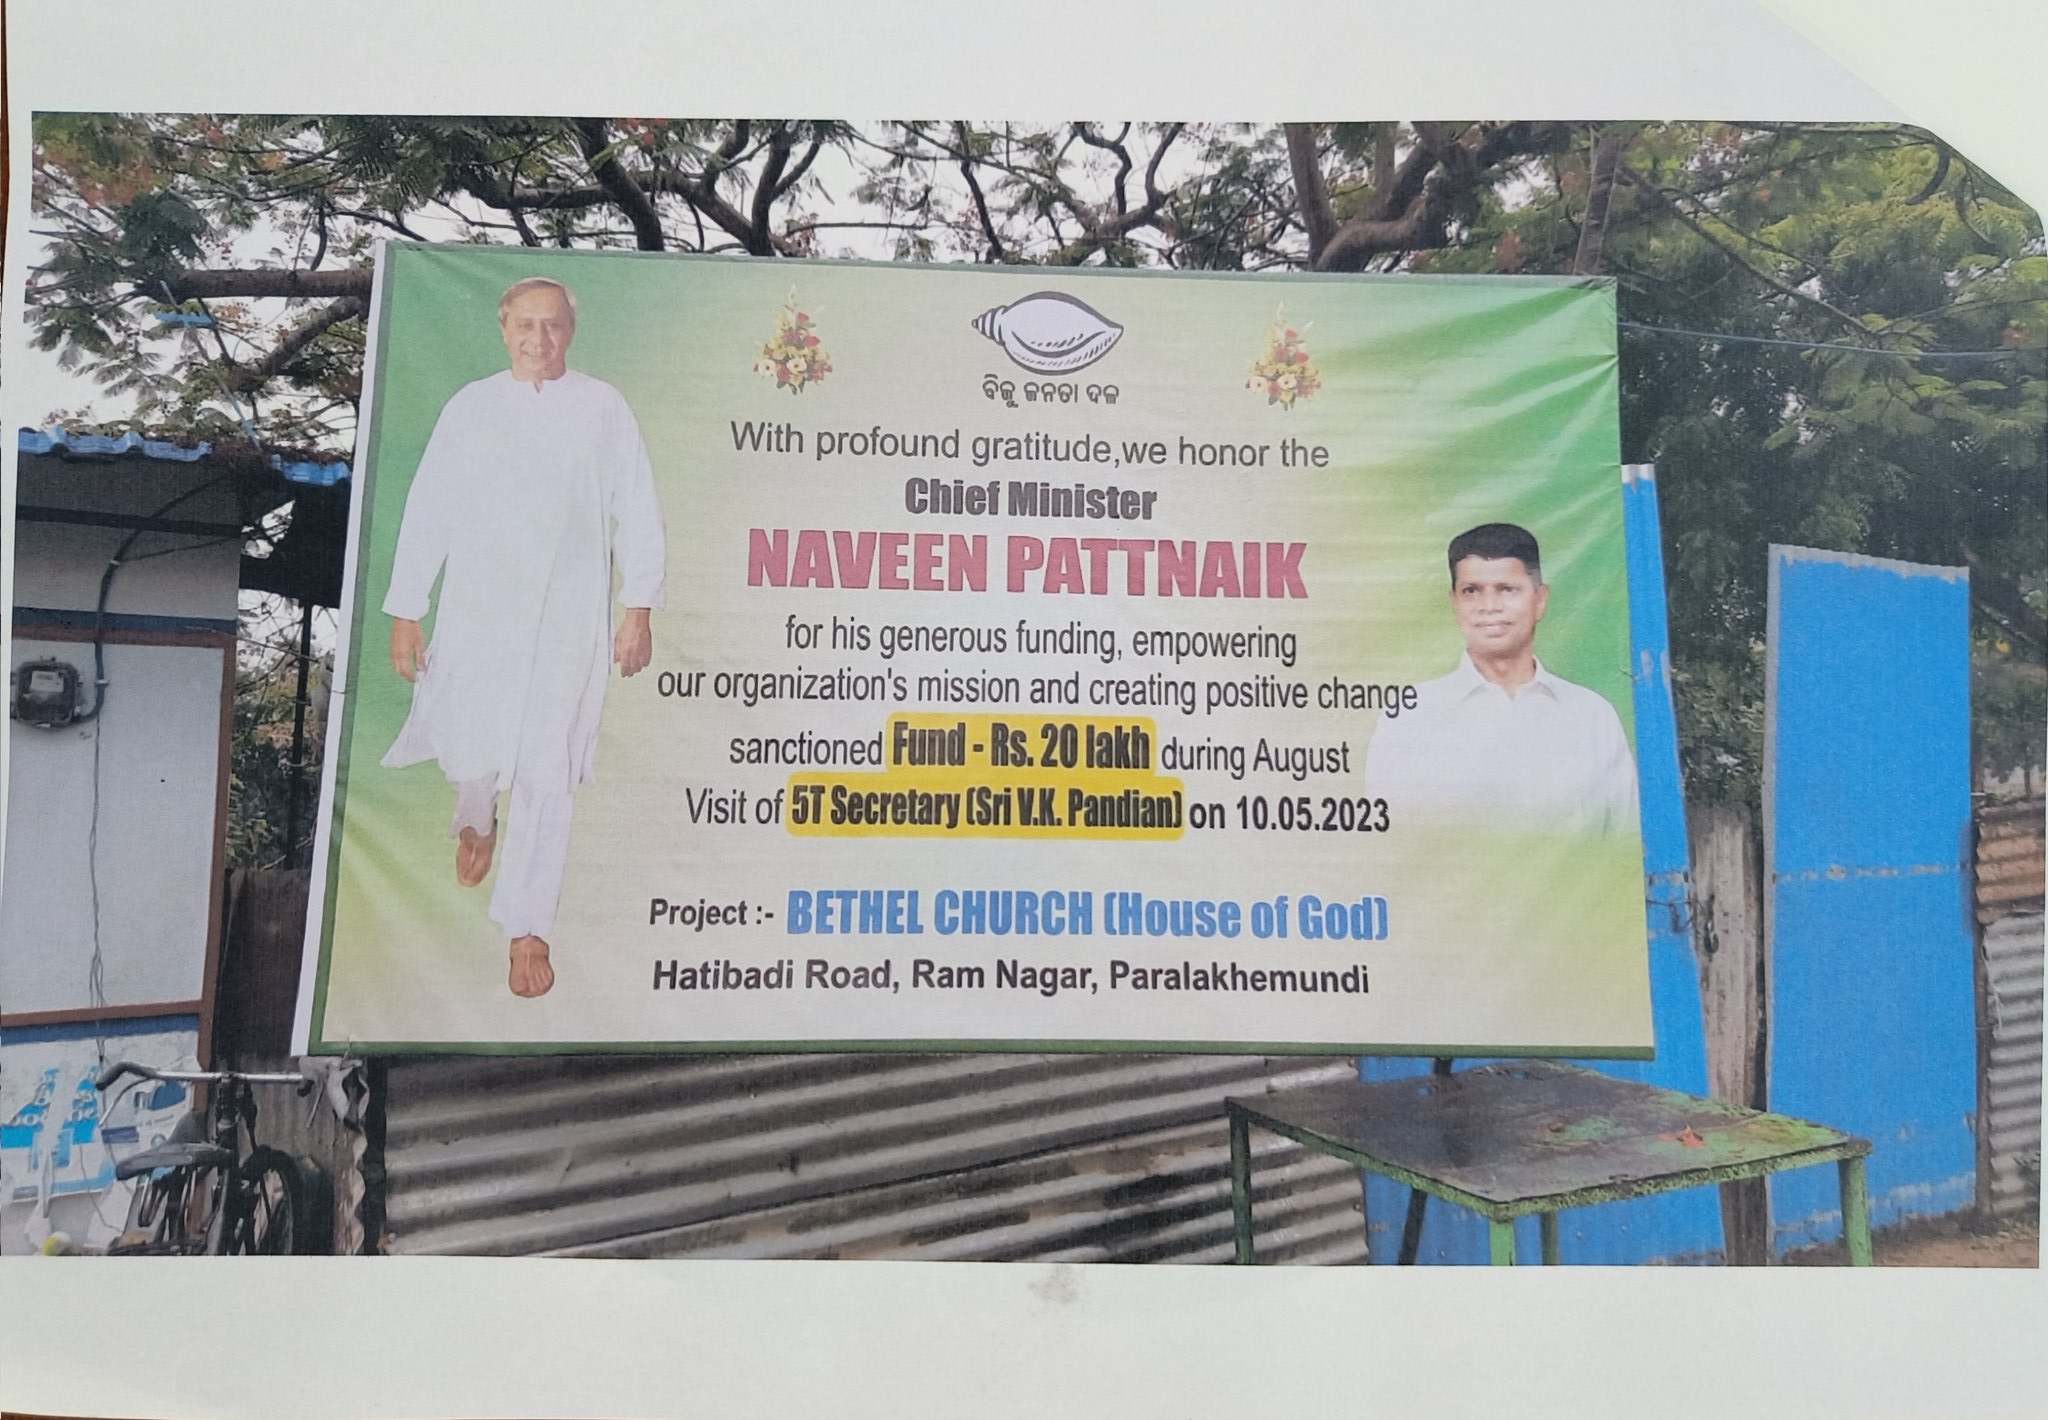 ବିଜୁ ଜନତା ଦଳ
With profound gratitude,we honor the
Chief Minister
NAVEEN PATTNAIK
for his generous funding, empowering
our organization's mission and creating positive change
sanctioned Fund - Rs. 20 lakh during August
Visit of 5T Secretary (Sri V.K. Pandian) on 10.05.2023
Project :- BETHEL CHURCH (House of God)
Hatibadi Road, Ram Nagar, Paralakhemundi